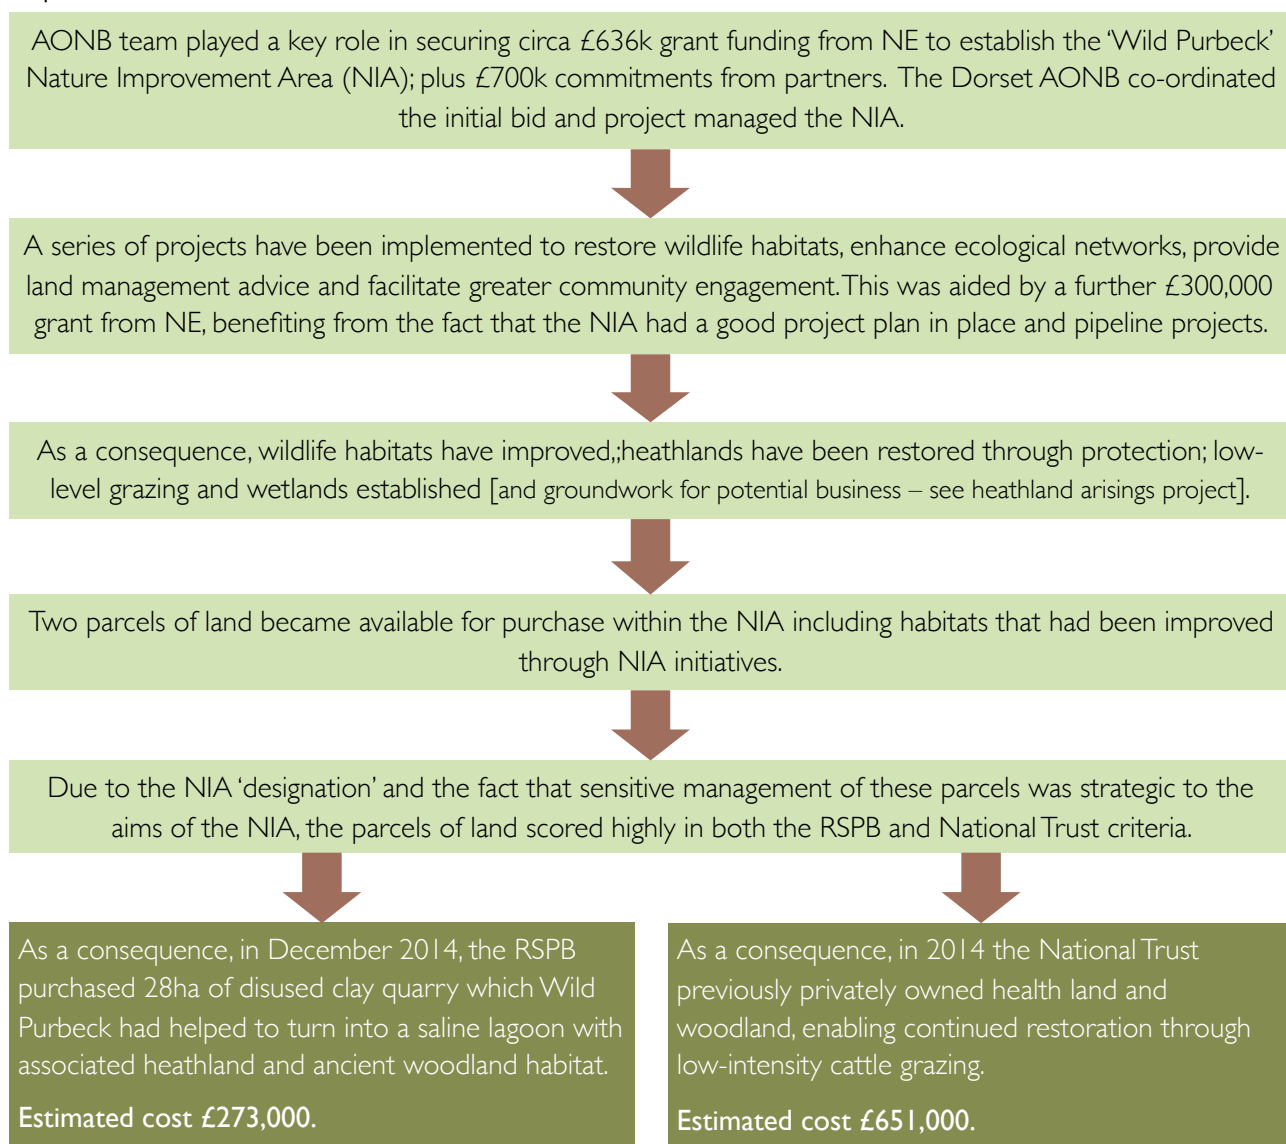 AONB team played a key role in securing circa £636k grant funding from NE to establish the ‘Wild Purbeck’
Nature Improvement Area (NIA); plus £700k commitments from partners. The Dorset AONB co-ordinated
the initial bid and project managed the NIA.
A series of projects have been implemented to restore wildlife habitats, enhance ecological networks, provide
land management advice and facilitate greater community engagement. This was aided by a further £300,000
grant from NE, benefiting from the fact that the NIA had a good project plan in place and pipeline projects.
As a consequence, wildlife habitats have improved,;heathlands have been restored through protection; low-
level grazing and wetlands established [and groundwork for potential business – see heathland arisings project].
Two parcels of land became available for purchase within the NIA including habitats that had been improved
through NIA initiatives.
Due to the NIA ‘designation’ and the fact that sensitive management of these parcels was strategic to the
aims of the NIA, the parcels of land scored highly in both the RSPB and National Trust criteria.
As a consequence, in December 2014, the RSPB
purchased 28ha of disused clay quarry which Wild
Purbeck had helped to turn into a saline lagoon with
associated heathland and ancient woodland habitat.
Estimated cost £273,000.
As a consequence, in 2014 the National Trust
previously privately owned health land and
woodland, enabling continued restoration through
low-intensity cattle grazing.
Estimated cost £651,000.